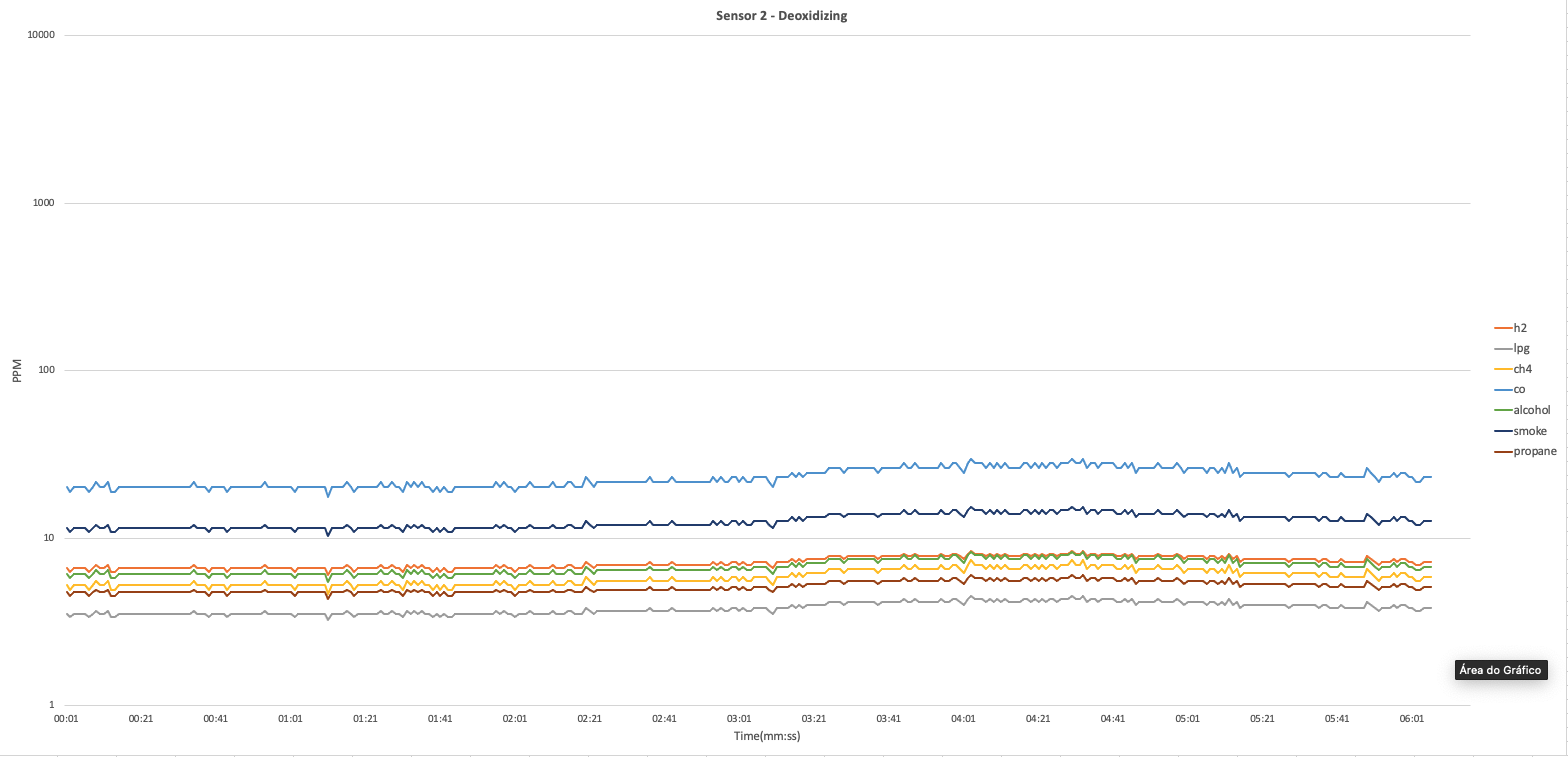 Sensor 2 - Deoxidizing
10000
1000
100
10
1
PPM
00:01 00:21 00:41 01:01 01:21 01:41 02:01 02:21 02:41 03:01 03:21 03:41 04:01 04:21 04:41 05:01 05:21 05:41 06:01
Time(mm:ss)
h2
lpg
ch4
co
alcohol
smoke
propane
Área do Gráfico